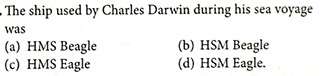 . The ship used by Charles Darwin during his sea voyage
was
(a) HMS Beagle (b) HSM Beagle
(c) HMS Eagle (d) HSM Eagle.